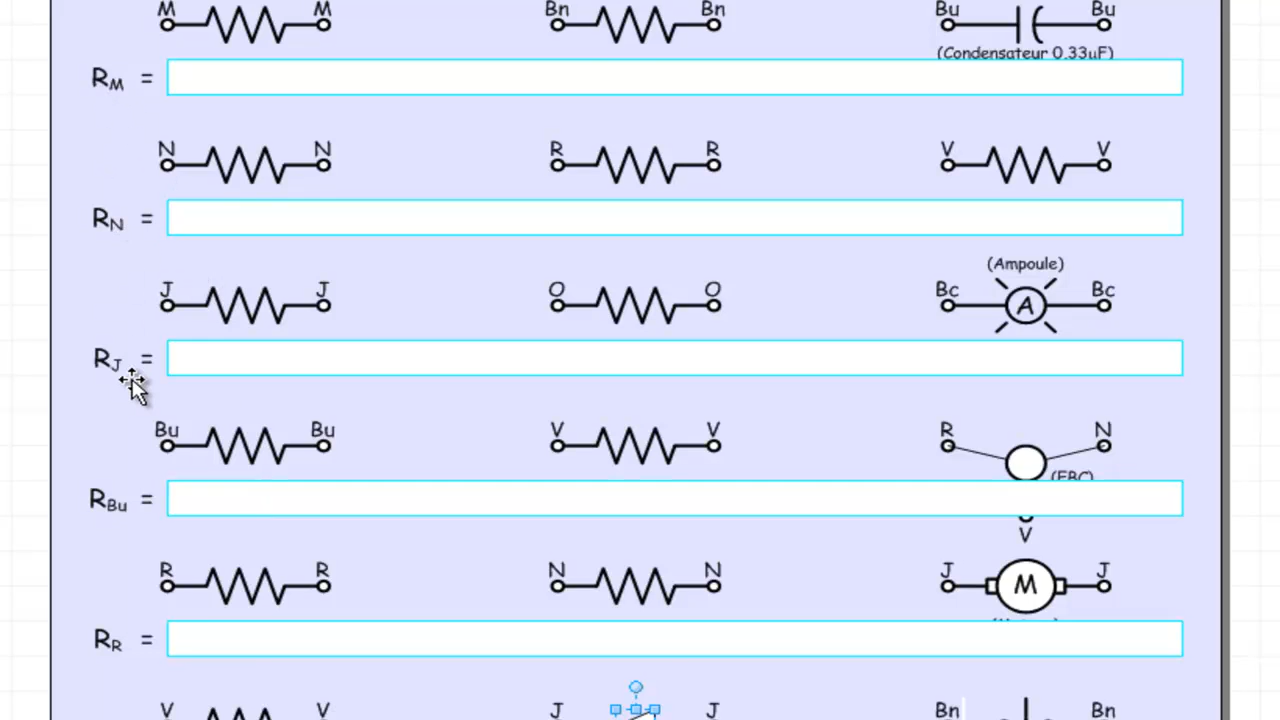 M M Bn Bn Bu Bu
(Condensateur 0,33uF)
RM =
N N R R V V
RN =
(Ampoule)
J J O O Bc Bc
A
RJ =
Bu Bu V V R N
RBu =
V
R R N N J J
M
RR =
V V J J Bn Bn